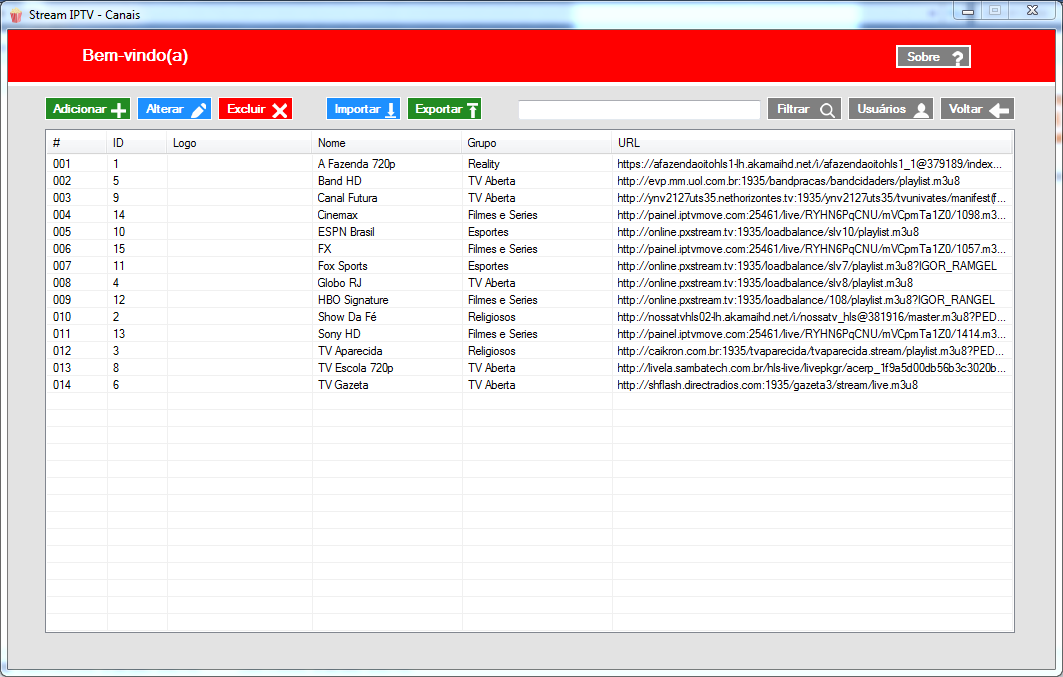 Stream IPTV - Canais
Bem-vindo(a)
Sobre ?
Adicionar Alterar Excluir Importar Exportar Filtrar Usuários Voltar
# ID Logo Nome Grupo URL
001 1 A Fazenda 720p Reality https://afazendaoitohls1-lh.akamaihd.net/i/afazendaoitohls1_1@379189/index...
002 5 Band HD TV Aberta http://evp.mm.uol.com.br:1935/bandpracas/bandcidaders/playlist.m3u8
003 9 Canal Futura TV Aberta http://ynv2127uts35.nethorizontes.tv:1935/ynv2127uts35/tvunivates/manifest(f...
004 14 Cinemax Filmes e Series http://painel.iptvmove.com:25461/live/RYHN6PqCNU/mVCpmTa1Z0/1098.m3...
005 10 ESPN Brasil Esportes http://online.pxstream.tv:1935/loadbalance/slv10/playlist.m3u8
006 15 FX Filmes e Series http://painel.iptvmove.com:25461/live/RYHN6PqCNU/mVCpmTa1Z0/1057.m3...
007 11 Fox Sports Esportes http://online.pxstream.tv:1935/loadbalance/slv7/playlist.m3u8?IGOR_RAMGEL
008 4 Globo RJ TV Aberta http://online.pxstream.tv:1935/loadbalance/slv8/playlist.m3u8
009 12 HBO Signature Filmes e Series http://online.pxstream.tv:1935/loadbalance/108/playlist.m3u8?IGOR_RANGEL
010 2 Show Da Fé Religiosos http://nossatvhls02-lh.akamaihd.net/i/nossatv_hls@381916/master.m3u8?PED...
011 13 Sony HD Filmes e Series http://painel.iptvmove.com:25461/live/RYHN6PqCNU/mVCpmTa1Z0/1414.m3...
012 3 TV Aparecida Religiosos http://caikron.com.br:1935/tvaparecida/tvaparecida.stream/playlist.m3u8?PED...
013 8 TV Escola 720p TV Aberta http://livela.sambatech.com.br/hls-live/livepkgr/acerp_1f9a5d00db56b3c3020b...
014 6 TV Gazeta TV Aberta http://shflash.directradios.com:1935/gazeta3/stream/live.m3u8